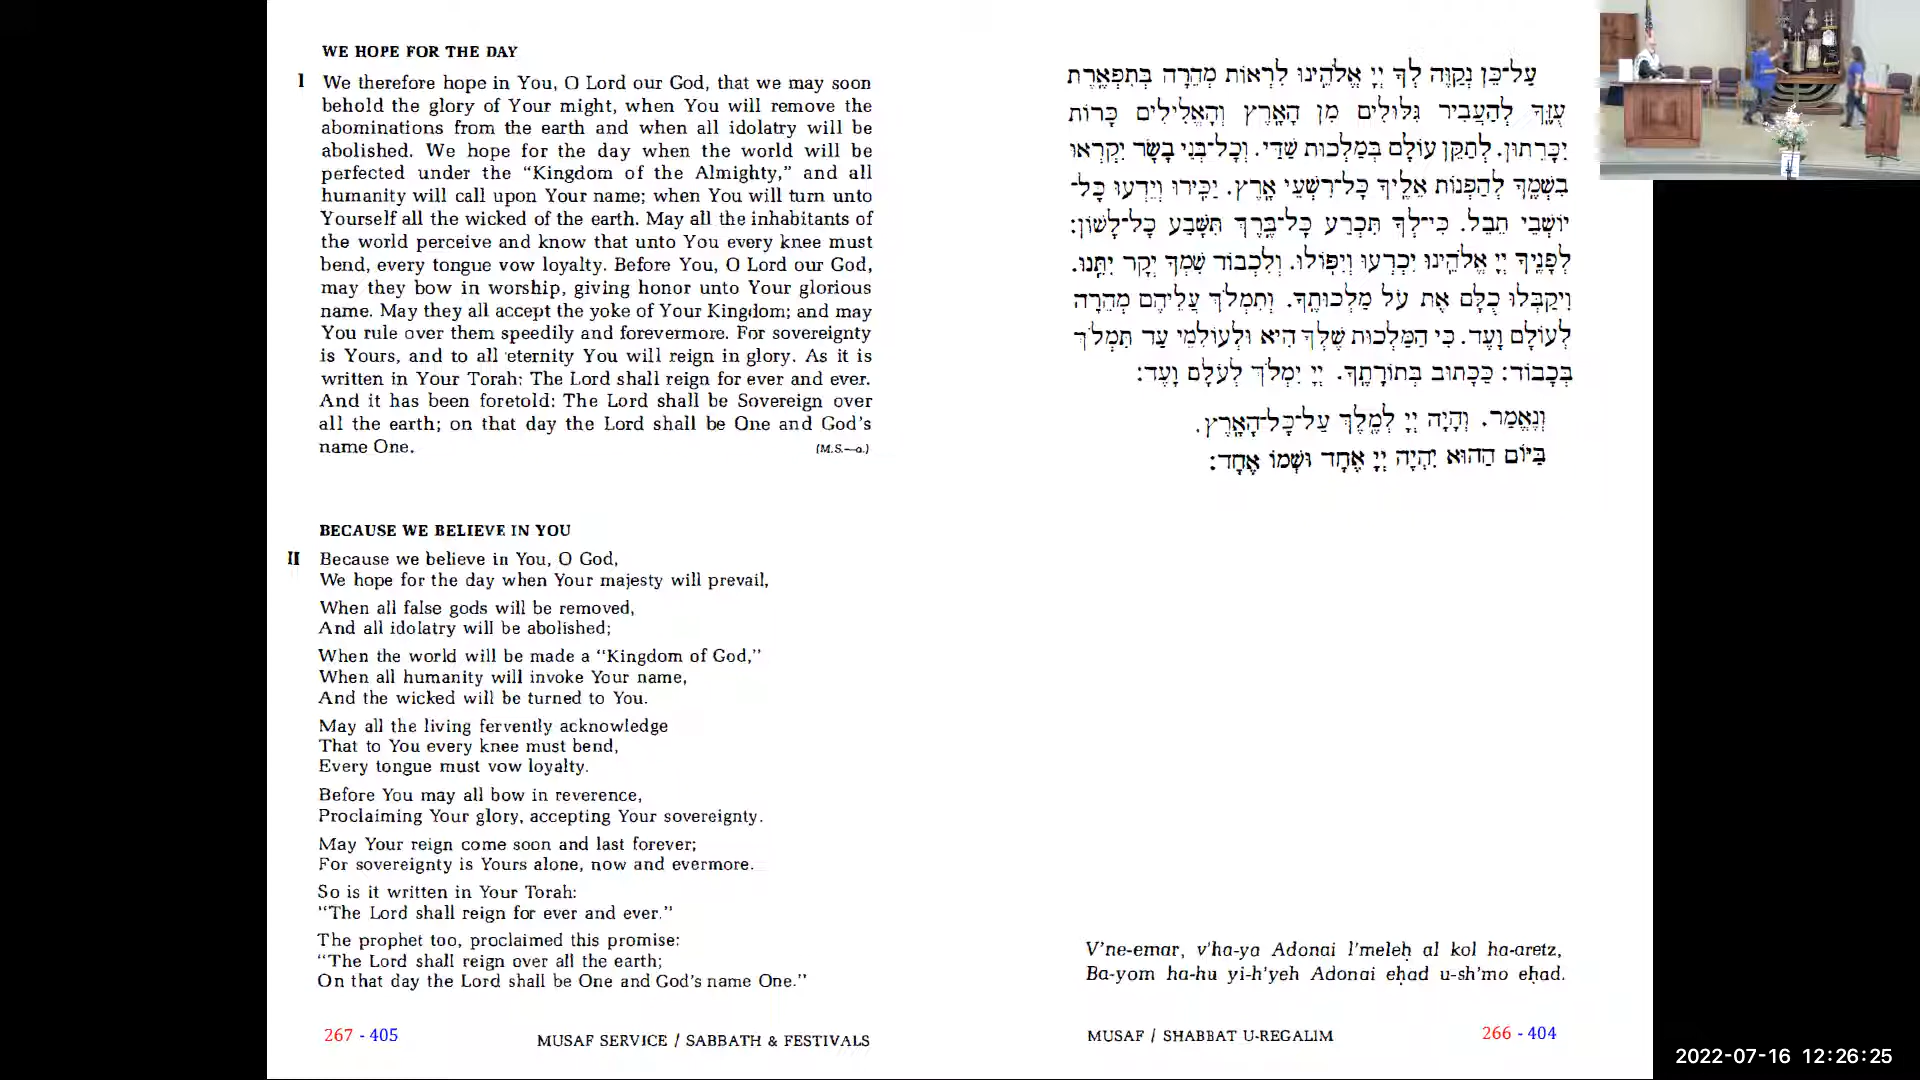 WE HOPE FOR THE DAY
I We therefore hope in You, O Lord our God, that we may soon
behold the glory of Your might, when You will remove the
abominations from the earth and when all idolatry will be
abolished. We hope for the day when the world will be
perfected under the “Kingdom of the Almighty,” and all
humanity will call upon Your name; when You will turn unto
Yourself all the wicked of the earth. May all the inhabitants of
the world perceive and know that unto You every knee must
bend, every tongue vow loyalty. Before You, O Lord our God,
may they bow in worship, giving honor unto Your glorious
name. May they all accept the yoke of Your Kingdom; and may
You rule over them speedily and forevermore. For sovereignty
is Yours, and to all eternity You will reign in glory. As it is
written in Your Torah: The Lord shall reign for ever and ever.
And it has been foretold: The Lord shall be Sovereign over
all the earth; on that day the Lord shall be One and God’s
name One.
(M.S.—a.)
BECAUSE WE BELIEVE IN YOU
II Because we believe in You, O God,
We hope for the day when Your majesty will prevail,
When all false gods will be removed,
And all idolatry will be abolished;
When the world will be made a “Kingdom of God,”
When all humanity will invoke Your name,
And the wicked will be turned to You.
May all the living fervently acknowledge
That to You every knee must bend,
Every tongue must vow loyalty.
Before You may all bow in reverence,
Proclaiming Your glory, accepting Your sovereignty.
May Your reign come soon and last forever;
For sovereignty is Yours alone, now and evermore.
So is it written in Your Torah:
“The Lord shall reign for ever and ever.”
The prophet too, proclaimed this promise:
“The Lord shall reign over all the earth;
On that day the Lord shall be One and God’s name One.”
267 - 405
MUSAF SERVICE / SABBATH & FESTIVALS
עַל־כֵּן נְקַוֶּה לְּךָ יְיָ אֱלֹהֵינוּ לִרְאוֹת מְהֵרָה בְּתִפְאֶרֶת
עֻזֶּךָ לְהַעֲבִיר גִּלּוּלִים מִן הָאָרֶץ וְהָאֱלִילִים כָּרוֹת
יִכָּרֵתוּן. לְתַקֵּן עוֹלָם בְּמַלְכוּת שַׁדַּי. וְכָל־בְּנֵי בָשָׂר יִקְרְאוּ
בִשְׁמֶךָ לְהַפְנוֹת אֵלֶיךָ כָּל־רִשְׁעֵי אָרֶץ. יַכִּירוּ וְיֵדְעוּ כָּל־
יוֹשְׁבֵי תֵבֵל. כִּי־לְךָ תִּכְרַע כָּל־בֶּרֶךְ תִּשָּׁבַע כָּל־לָשׁוֹן:
לְפָנֶיךָ יְיָ אֱלֹהֵינוּ יִכְרְעוּ וְיִפּוֹלוּ. וְלִכְבוֹד שִׁמְךָ יְקָר יִתֵּנוּ.
וִיקַבְּלוּ כֻלָּם אֶת עֹל מַלְכוּתֶךָ. וְתִמְלֹךְ עֲלֵיהֶם מְהֵרָה
לְעוֹלָם וָעֶד. כִּי הַמַּלְכוּת שֶׁלְּךָ הִיא וּלְעוֹלְמֵי עַד תִּמְלֹךְ
בְּכָבוֹד: כַּכָּתוּב בְּתוֹרָתֶךָ. יְיָ יִמְלֹךְ לְעֹלָם וָעֶד:
וְנֶאֱמַר. וְהָיָה יְיָ לְמֶלֶךְ עַל־כָּל־הָאָרֶץ.
בַּיּוֹם הַהוּא יִהְיֶה יְיָ אֶחָד וּשְׁמוֹ אֶחָד:
V’ne-emar, v’ha-ya Adonai l’meleḥ al kol ha-aretz,
Ba-yom ha-hu yi-h’yeh Adonai eḥad u-sh’mo eḥad.
MUSAF / SHABBAT U-REGALIM
266 - 404
2022-07-16 12:26:25